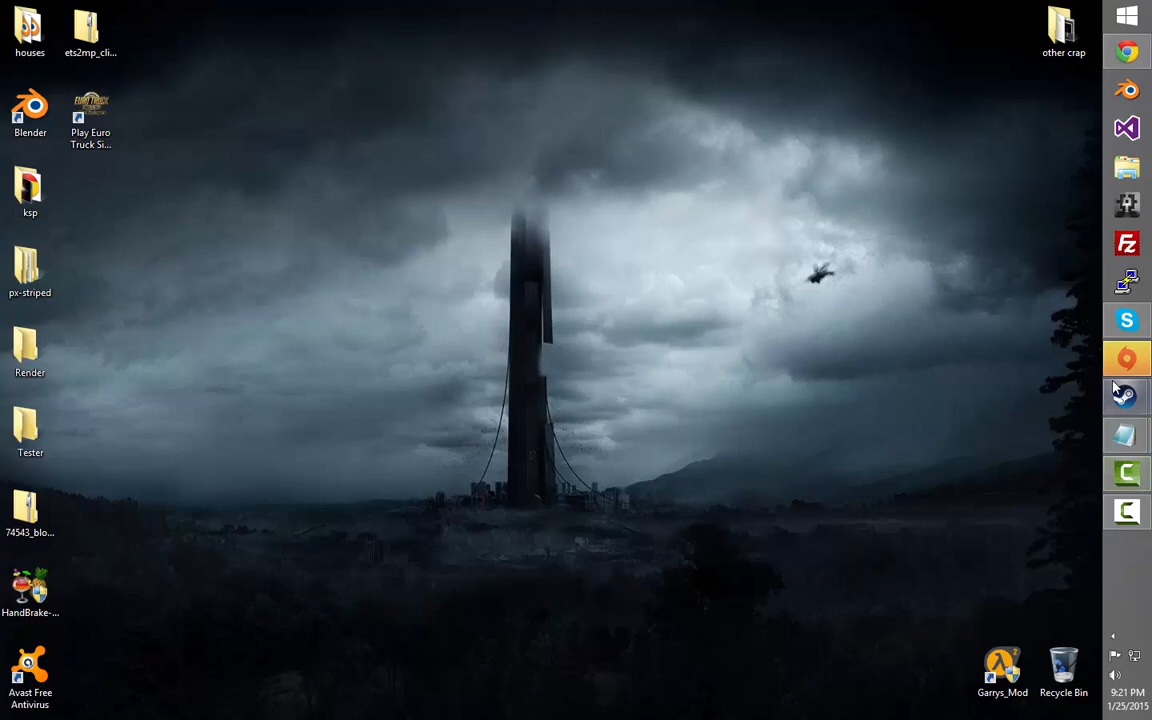 houses
ets2mp_cli...
other crap
Blender
Play Euro
Truck Si...
ksp
px-striped
Render
Tester
74543_blo...
HandBrake-...
Avast Free
Antivirus
Garrys_Mod
Recycle Bin
9:21 PM
1/25/2015